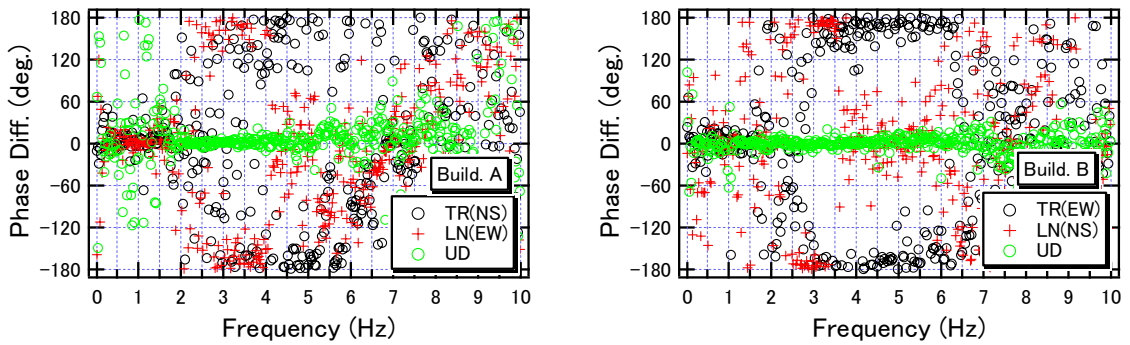 Phase Diff. (deg.)
180
120
60
0
-60
-120
-180
Build. A
TR(NS)
LN(EW)
UD
0 1 2 3 4 5 6 7 8 9 10
Frequency (Hz)
Phase Diff. (deg.)
180
120
60
0
-60
-120
-180
Build. B
TR(EW)
LN(NS)
UD
0 1 2 3 4 5 6 7 8 9 10
Frequency (Hz)